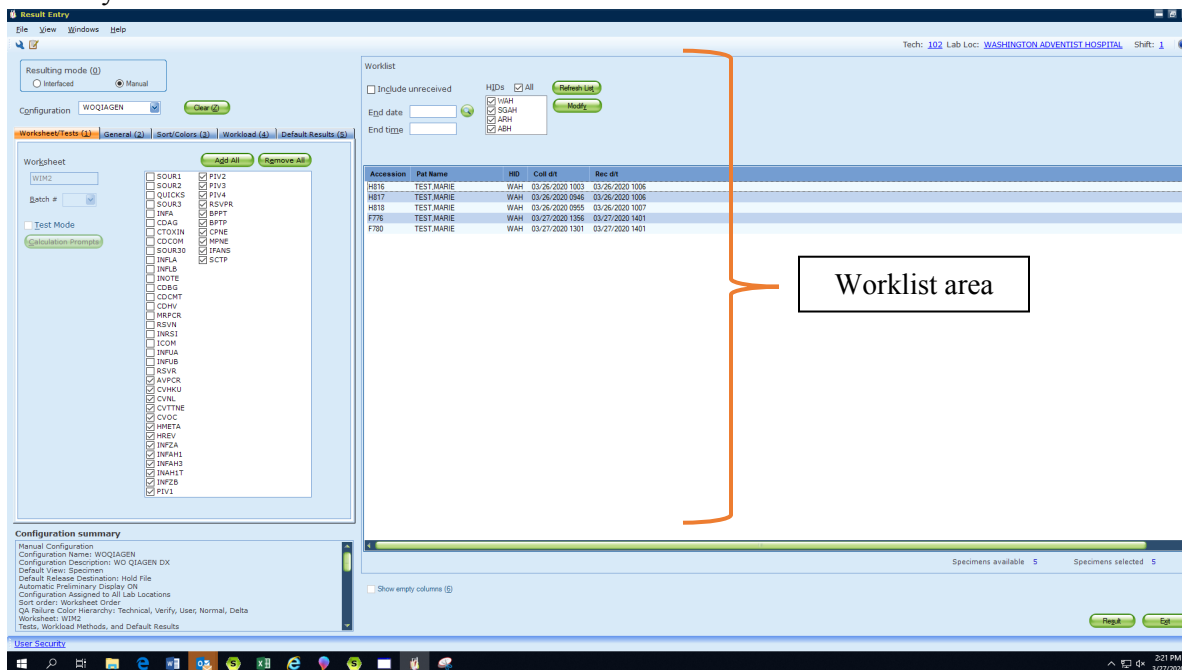 Result Entry
File View Windows Help
Tech: 102 Lab Loc: WASHINGTON ADVENTIST HOSPITAL Shift: 1
Resulting mode (0)
Interfaced Manual
Configuration WOQIAGEN Clear (Z)
Worksheet/Tests (1) General (2) Sort/Colors (3) Workload (4) Default Results (5)
Worksheet Add All Remove All
WIM2
Batch #
Test Mode
Calculation Prompts
SOUR1 PIV2
SOUR2 PIV3
QUICKS PIV4
SOUR3 RSVPR
INFA BPPT
CDAG BPTP
CTOXIN CPNE
CDCOM MPNE
SOUR30 IFANS
INFLA SCTP
INFLB
INOTE
CDBG
CDCMT
CDHV
MRPCR
RSVN
INRSI
ICOM
INFUA
INFUB
RSVR
AVPCR
CVHKU
CVNL
CVTTNE
CVOC
HMETA
HREV
INFZA
INFAH1
INFAH3
INAH1T
INFZB
PIV1
Configuration summary
Manual Configuration
Configuration Name: WOQIAGEN
Configuration Description: WO QIAGEN DX
Default View: Specimen
Default Release Destination: Hold File
Automatic Preliminary Display ON
Configuration Assigned to All Lab Locations
Sort order: Worksheet Order
QA Failure Color Hierarchy: Technical, Verify, User, Normal, Delta
Worksheet: WIM2
Tests, Workload Methods, and Default Results
User Security
Worklist
Include unreceived HIDs All Refresh List
End date
End time
WAH
SGAH
ARH
ABH
Modify
Accession Pat Name HID Coll d/t Rec d/t
H816 TEST,MARIE WAH 03/26/2020 1003 03/26/2020 1006
H817 TEST,MARIE WAH 03/26/2020 0946 03/26/2020 1006
H818 TEST,MARIE WAH 03/26/2020 0955 03/26/2020 1007
F776 TEST,MARIE WAH 03/27/2020 1356 03/27/2020 1401
F780 TEST,MARIE WAH 03/27/2020 1301 03/27/2020 1401
Worklist area
Specimens available 5 Specimens selected 5
Show empty columns (6)
Result Exit
2:21 PM